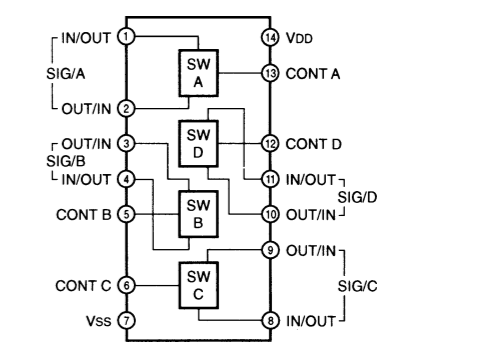 IN/OUT 1
14 VDD
SIG/A
SW A
13 CONT A
OUT/IN 2
OUT/IN 3
SW D
12 CONT D
SIG/B
IN/OUT 4
11 IN/OUT
SIG/D
CONT B 5
SW B
10 OUT/IN
9 OUT/IN
CONT C 6
SW C
SIG/C
VSS 7
8 IN/OUT